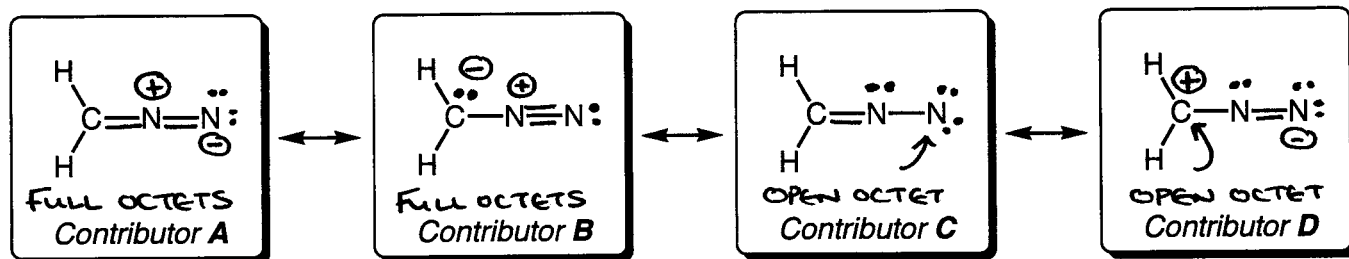 H
⊕
C=N=N:
⊖
H
FULL OCTETS
Contributor A
H
⊖
⊕
C–N≡N:
H
FULL OCTETS
Contributor B
H
C=N–N
H
OPEN OCTET
Contributor C
H
⊕
C–N=N:
⊖
H
OPEN OCTET
Contributor D